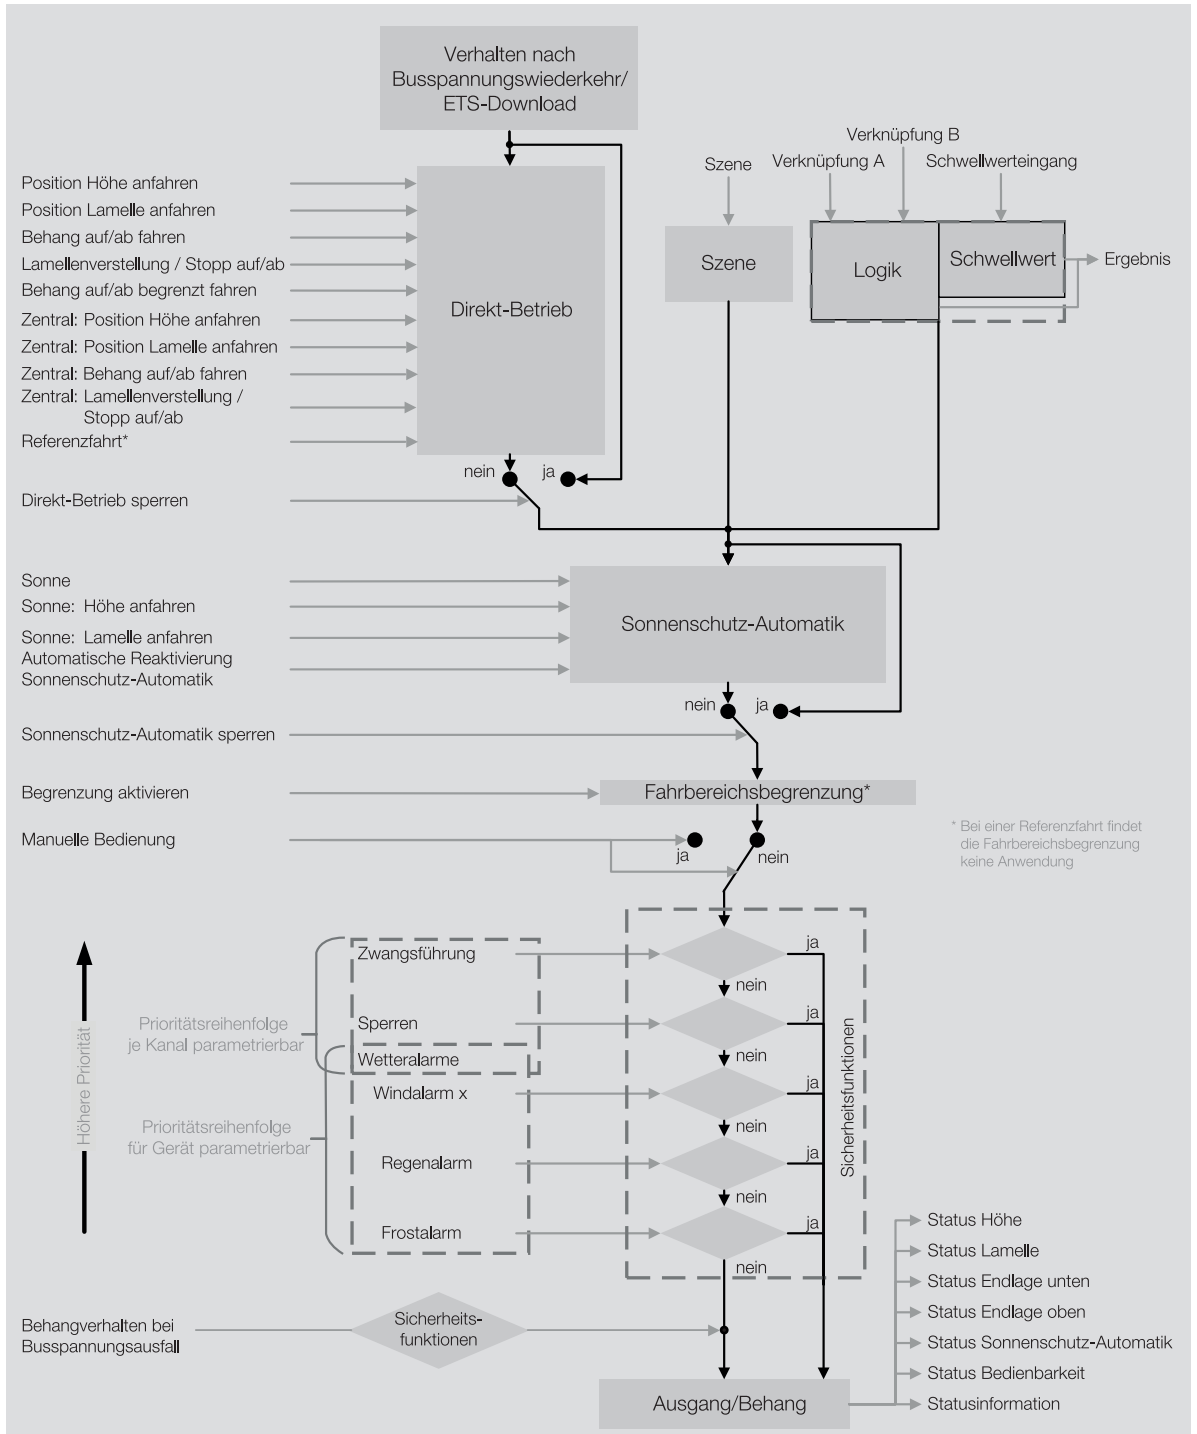 Verhalten nach
Busspannungswiederkehr/
ETS-Download
Verknüpfung B
Szene
Verknüpfung A
Schwellwerteingang
Position Höhe anfahren
Position Lamelle anfahren
Behang auf/ab fahren
Lamellenverstellung / Stopp auf/ab
Behang auf/ab begrenzt fahren
Zentral: Position Höhe anfahren
Zentral: Position Lamelle anfahren
Zentral: Behang auf/ab fahren
Zentral: Lamellenverstellung /
Stopp auf/ab
Referenzfahrt*
Direkt-Betrieb
Szene
Logik
Schwellwert
Ergebnis
nein
ja
Direkt-Betrieb sperren
Sonne
Sonne: Höhe anfahren
Sonne: Lamelle anfahren
Automatische Reaktivierung
Sonnenschutz-Automatik
Sonnenschutz-Automatik
nein
ja
Sonnenschutz-Automatik sperren
Begrenzung aktivieren
Fahrbereichsbegrenzung*
Manuelle Bedienung
ja
nein
* Bei einer Referenzfahrt findet
die Fahrbereichsbegrenzung
keine Anwendung
Höhere Priorität
Prioritätsreihenfolge
je Kanal parametrierbar
Prioritätsreihenfolge
für Gerät parametrierbar
Zwangsführung
ja
nein
Sperren
ja
nein
Wetteralarme
Windalarm x
ja
nein
Regenalarm
ja
nein
Frostalarm
ja
nein
Sicherheitsfunktionen
Behangverhalten bei
Busspannungsausfall
Sicherheits-
funktionen
Ausgang/Behang
Status Höhe
Status Lamelle
Status Endlage unten
Status Endlage oben
Status Sonnenschutz-Automatik
Status Bedienbarkeit
Statusinformation